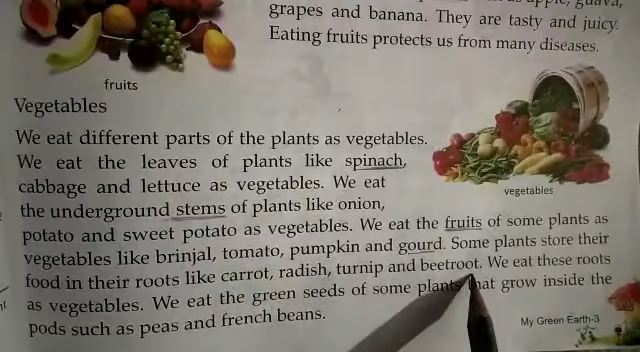 apple, guava,
grapes and banana. They are tasty and juicy.
Eating fruits protects us from many diseases.
fruits
Vegetables
We eat different parts of the plants as vegetables.
We eat the leaves of plants like spinach,
cabbage and lettuce as vegetables. We eat
the underground stems of plants like onion,
vegetables
potato and sweet potato as vegetables. We eat the fruits of some plants as
vegetables like brinjal, tomato, pumpkin and gourd. Some plants store their
food in their roots like carrot, radish, turnip and beetroot. We eat these roots
as vegetables. We eat the green seeds of some plants that grow inside the
pods such as peas and french beans.
My Green Earth-3